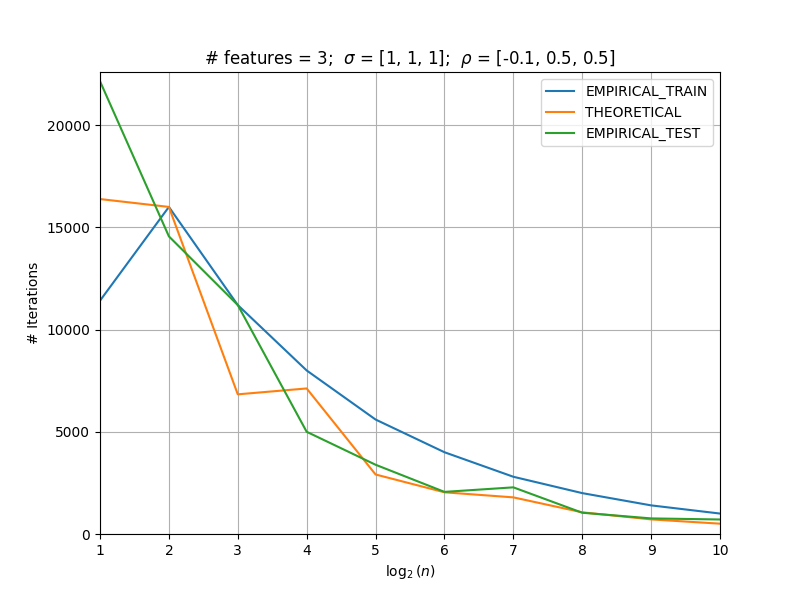 # features = 3; σ = [1, 1, 1]; ρ = [-0.1, 0.5, 0.5]
EMPIRICAL_TRAIN
THEORETICAL
EMPIRICAL_TEST
20000
15000
10000
5000
0
# Iterations
1 2 3 4 5 6 7 8 9 10
log₂(n)